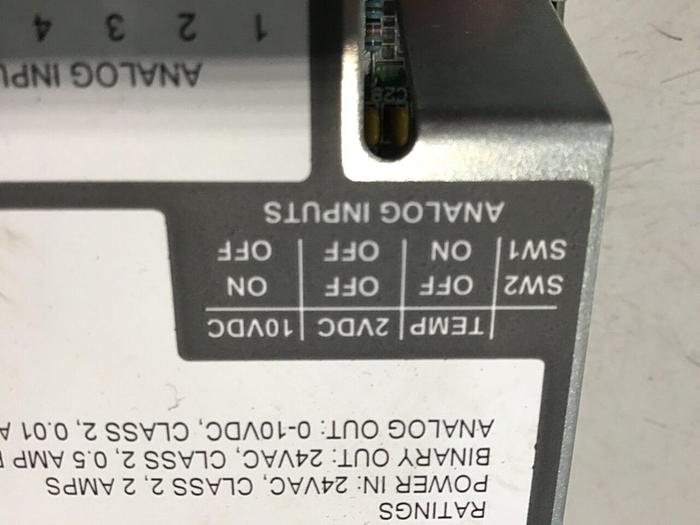 RATINGS
POWER IN: 24VAC, CLASS 2, 2 AMPS
BINARY OUT: 24VAC, CLASS 2, 0.5 AMP
ANALOG OUT: 0-10VDC, CLASS 2, 0.01 A
TEMP 2VDC 10VDC
SW2 OFF OFF ON
SW1 ON OFF OFF
ANALOG INPUTS
ANALOG INPU
1 2 3 4
C28